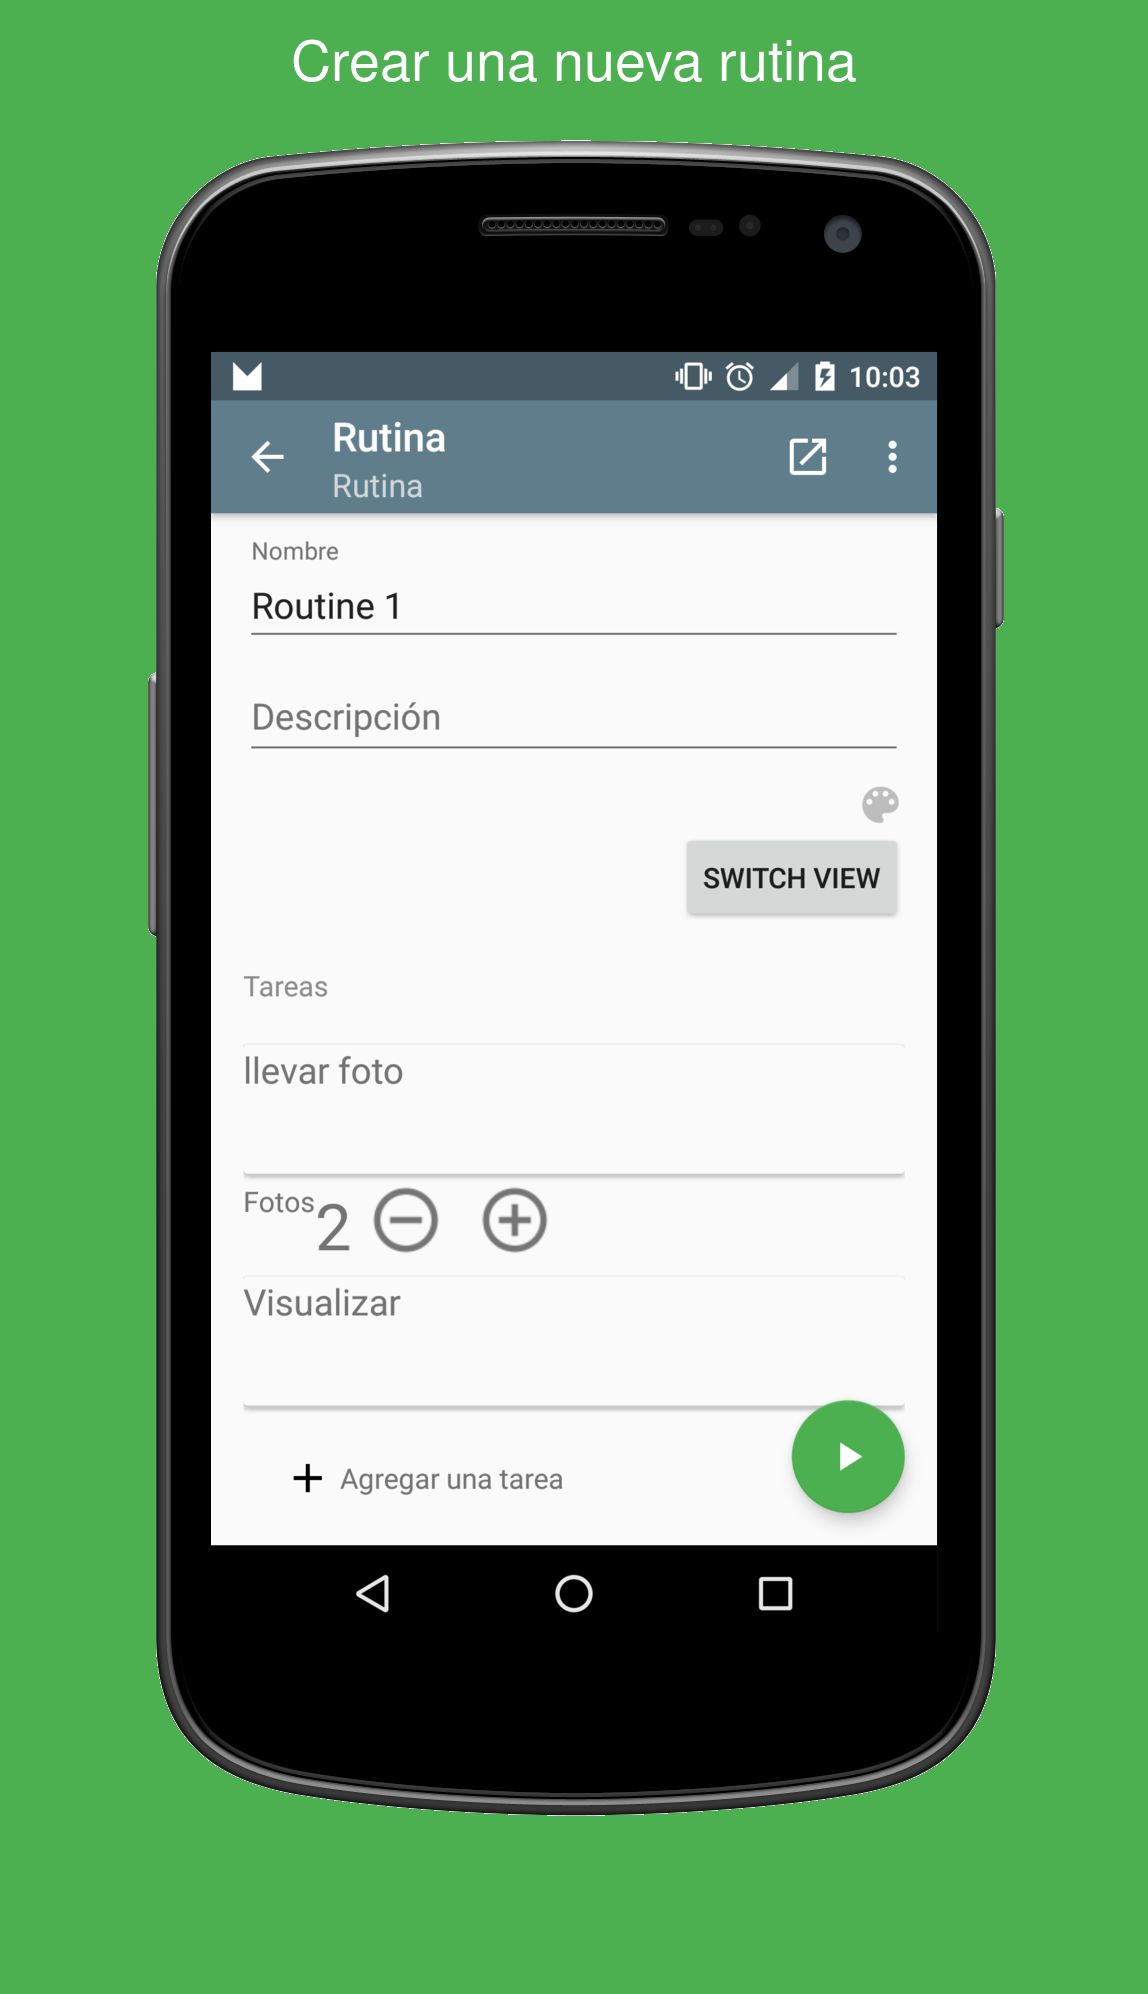 Crear una nueva rutina
10:03
Rutina
Rutina
Nombre
Routine 1
Descripción
SWITCH VIEW
Tareas
llevar foto
Fotos 2
Visualizar
Agregar una tarea